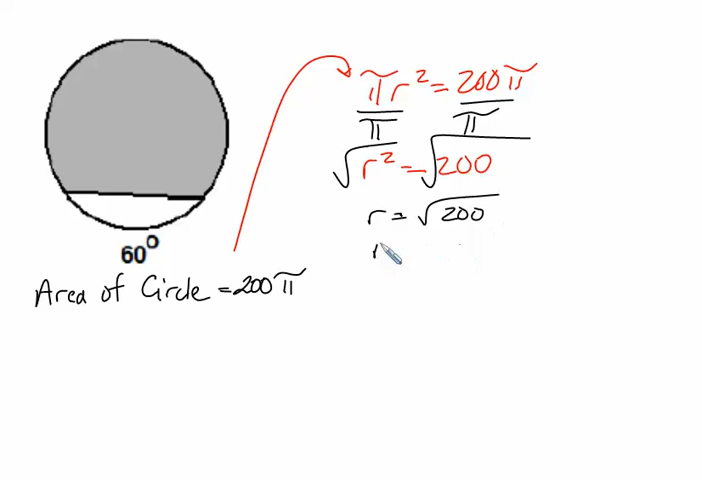 60°
Area of Circle = 200π
πr² = 200π
π π
√r² = √200
r = √200